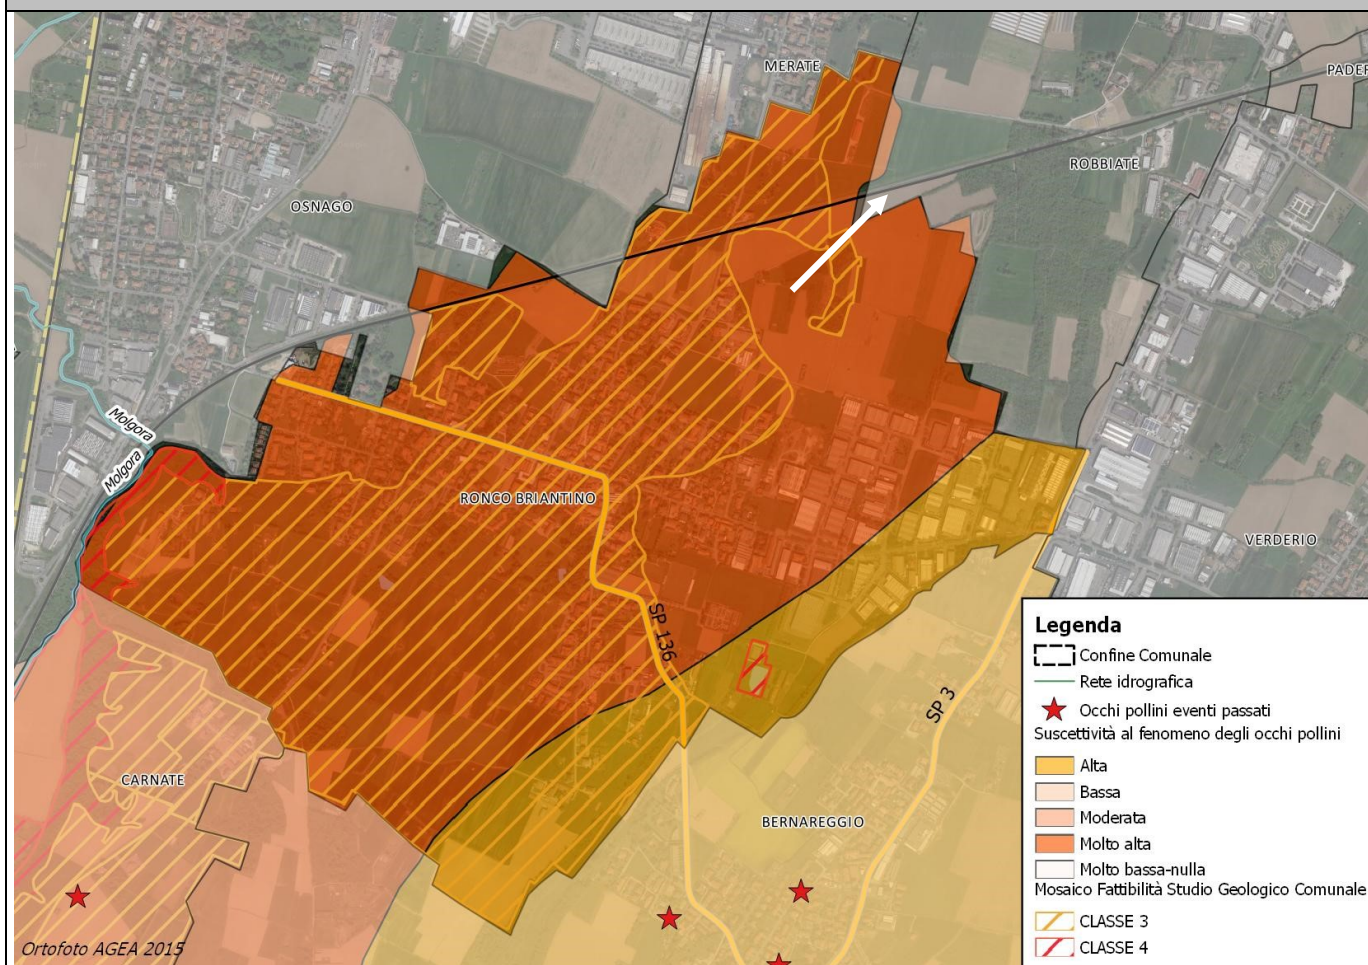 MERATE
PADER
ROBBIATE
OSNAGO
Molgora
Molgora
RONCO BRIANTINO
VERDERIO
SP 136
SP 3
CARNATE
BERNAREGGIO
Ortofoto AGEA 2015
Legenda
Confine Comunale
Rete idrografica
Occhi pollini eventi passati
Suscettività al fenomeno degli occhi pollini
Alta
Bassa
Moderata
Molto alta
Molto bassa-nulla
Mosaico Fattibilità Studio Geologico Comunale
CLASSE 3
CLASSE 4